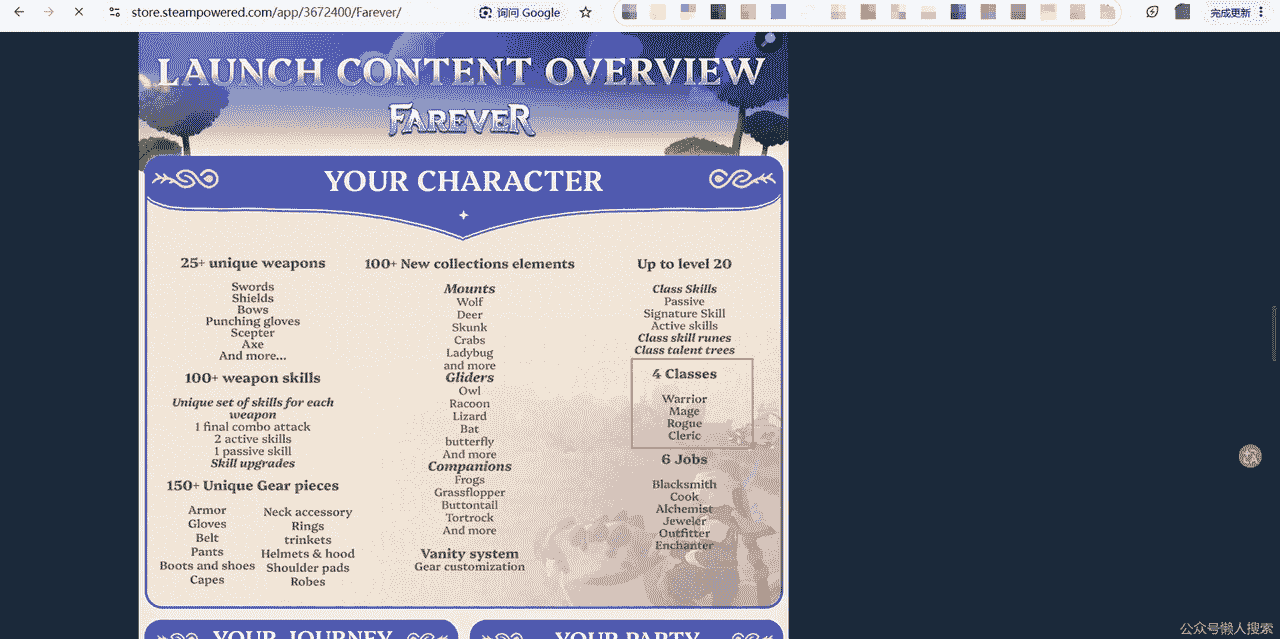 store.steampowered.com/app/3672400/Farever/
询问 Google
完成更新
LAUNCH CONTENT OVERVIEW
FAREVER
YOUR CHARACTER
25+ unique weapons
Swords
Shields
Bows
Punching gloves
Scepter
Axe
And more...
100+ weapon skills
Unique set of skills for each
weapon
1 final combo attack
2 active skills
1 passive skill
Skill upgrades
150+ Unique Gear pieces
Armor
Gloves
Belt
Pants
Boots and shoes
Capes
Neck accessory
Rings
trinkets
Helmets & hood
Shoulder pads
Robes
100+ New collections elements
Mounts
Wolf
Deer
Skunk
Crabs
Ladybug
and more
Gliders
Owl
Racoon
Lizard
Bat
butterfly
And more
Companions
Frogs
Grassflopper
Buttontail
Tortrock
And more
Vanity system
Gear customization
Up to level 20
Class Skills
Passive
Signature Skill
Active skills
Class skill runes
Class talent trees
4 Classes
Warrior
Mage
Rogue
Cleric
6 Jobs
Blacksmith
Cook
Alchemist
Jeweler
Outfitter
Enchanter
YOUR JOURNEY
YOUR PARTY
公众号懒人搜索